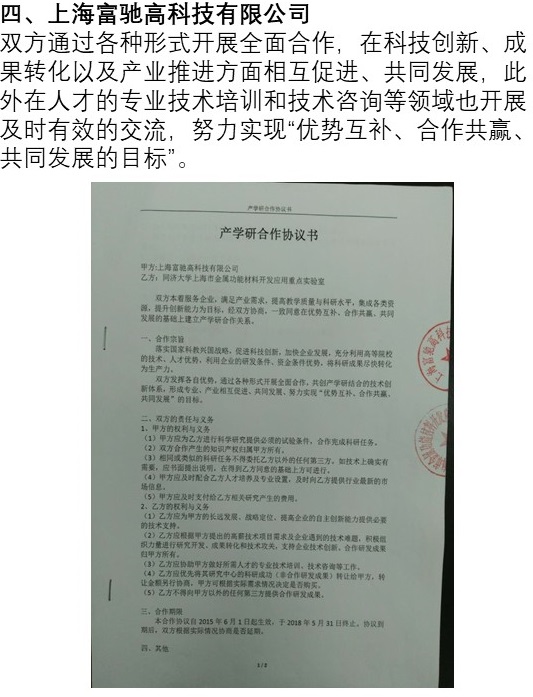 四、上海富驰高科技有限公司
双方通过各种形式开展全面合作，在科技创新、成
果转化以及产业推进方面相互促进、共同发展，此
外在人才的专业技术培训和技术咨询等领域也开展
及时有效的交流，努力实现“优势互补、合作共赢、
共同发展的目标”。
产学研合作协议书
产学研合作协议书
甲方:上海富驰高科技有限公司
乙方：同济大学上海市金属功能材料开发应用重点实验室
双方本着服务企业，满足产业需求，提高教学质量与科研水平，集成各类资
源，提升创新能力为目标，经双方协商，一致同意在优势互补、合作共赢、共同
发展的基础上建立产学研合作关系。
一、合作宗旨
落实国家科教兴国战略，促进科技创新，加快企业发展，充分利用高等院校
的技术、人才优势，利用企业的研发条件、资金条件优势，将科研成果尽快转化
为生产力。
双方发挥各自优势，通过各种形式开展全面合作，共创产学研结合的技术创
新体系，形成专业、产业相互促进、共同发展、努力实现“优势互补、合作共赢、
共同发展”的目标。
二、双方的责任与义务
1、甲方的权利与义务
（1）甲方应为乙方进行科学研究提供必须的试验条件，合作完成科研任务。
（2）双方合作产生的知识产权归属甲方所有。
（3）相同或类似的科研任务不得委托乙方以外的任何第三方，如技术上确实有
需要，应书面提出说明，在得到乙方同意的基础上方可进行。
（4）甲方应及时配合乙方人才培养及专业设置，及时向乙方提供行业最新的市
场信息。
（5）甲方应及时支付给乙方相关研究产生的费用。
2、乙方的权利与义务
（1）乙方应为甲方的长远发展、战略定位、提高企业的自主创新能力提供必要
的技术支持。
（2）乙方应根据甲方提出的高新技术项目需求及企业遇到的技术难题，积极组
织力量进行研究开发、成果转化和技术攻关，支持企业技术创新。合作研发成果
归甲方所有。
（3）乙方应协助甲方做好所需人才的专业技术培训、技术咨询等工作。
（4）乙方应优先将其研究中心的科研成功（非合作研发成果）转让给甲方，转
让金额另行协商，甲方可根据实际需求情况决定是否购买。
（5）乙方不得向甲方以外的任何第三方提供合作研发成果。
三、合作期限
本合作协议自 2015 年 6 月 1 日起生效，于 2018 年 5 月 31 日终止。协议到
期后，双方根据实际情况协商是否延期。
四、其他
1 / 2